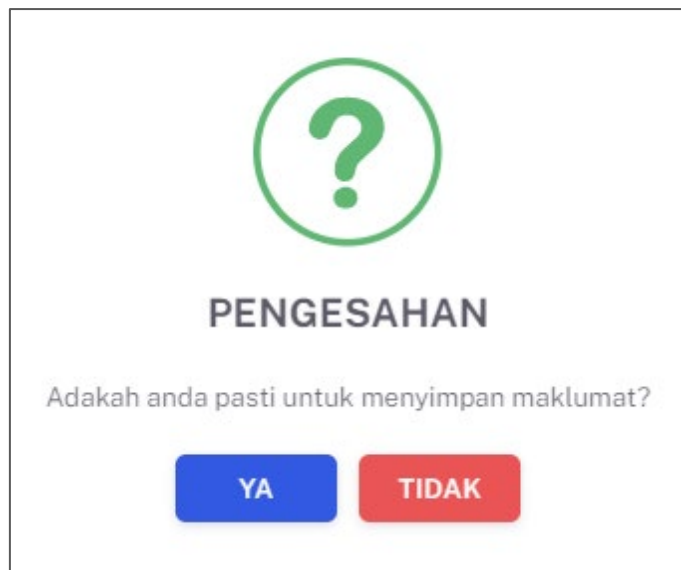 ?
PENGESAHAN
Adakah anda pasti untuk menyimpan maklumat?
YA
TIDAK